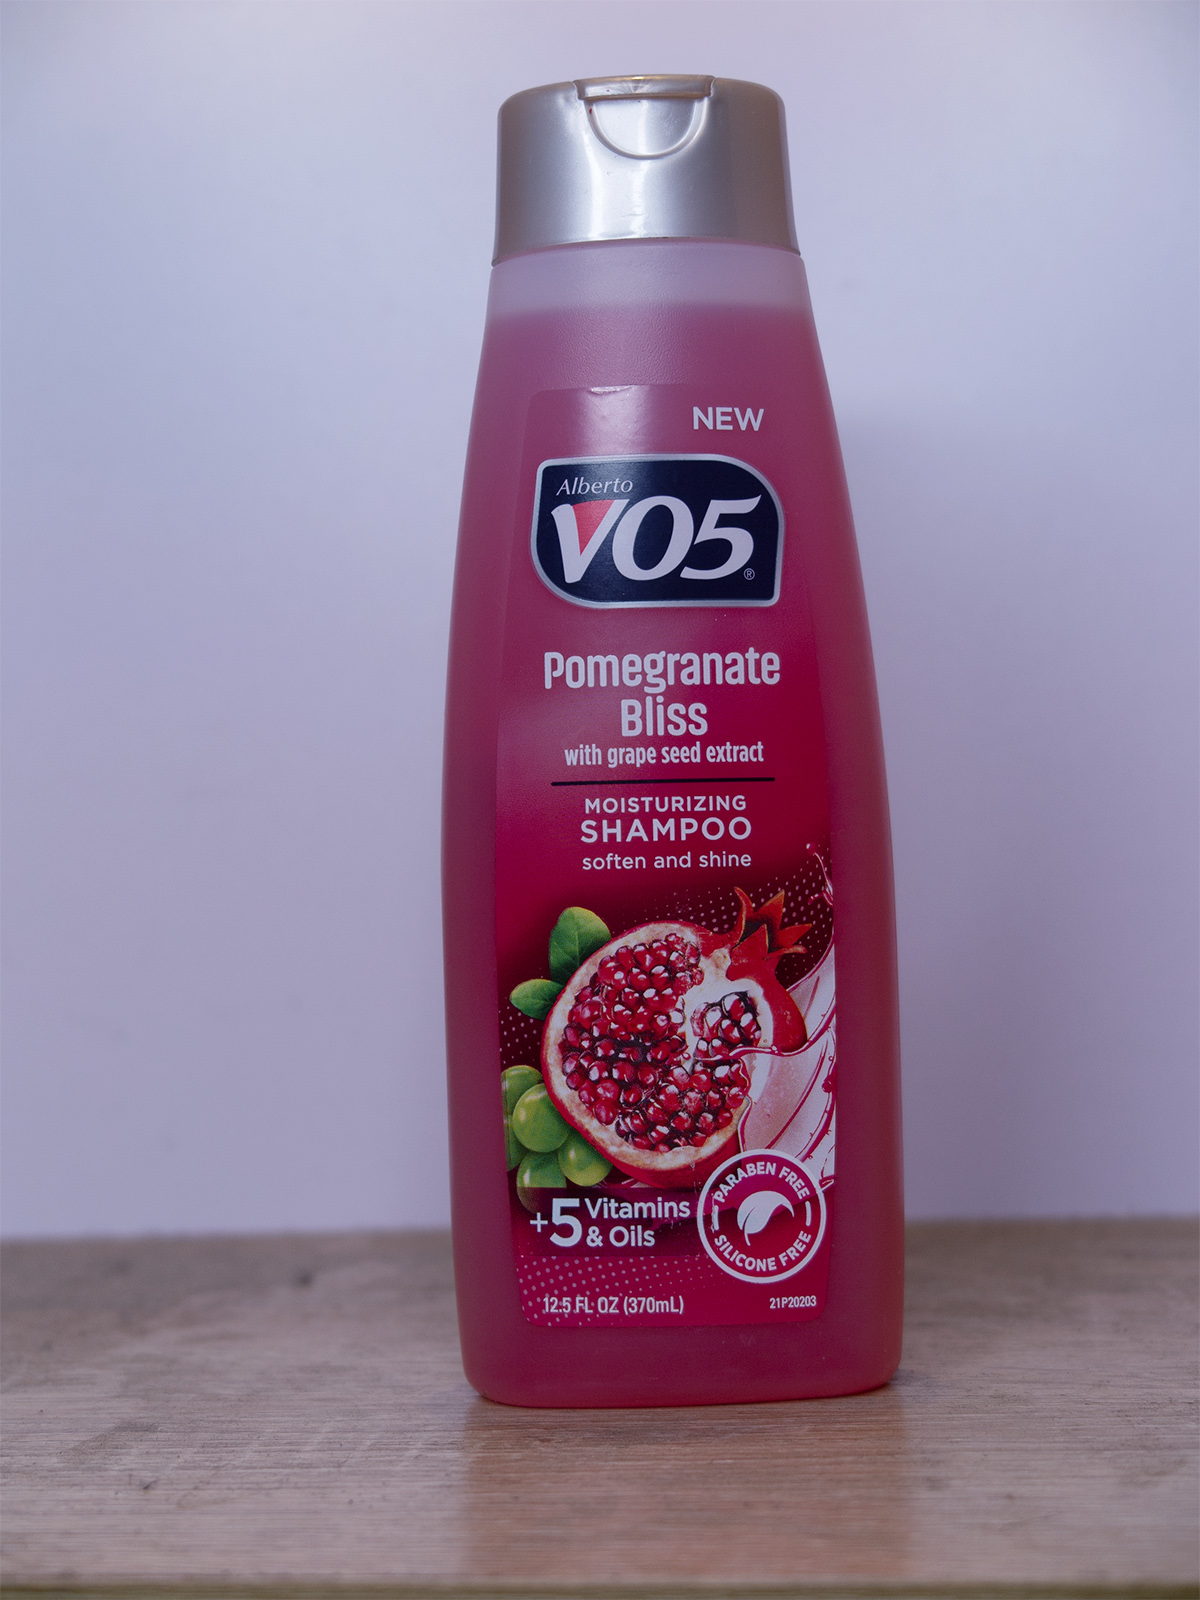 NEW
Alberto
VO5®
Pomegranate
Bliss
with grape seed extract
MOISTURIZING
SHAMPOO
soften and shine
+5 Vitamins
& Oils
PARABEN FREE
SILICONE FREE
12.5 FL OZ (370mL)
21P20203